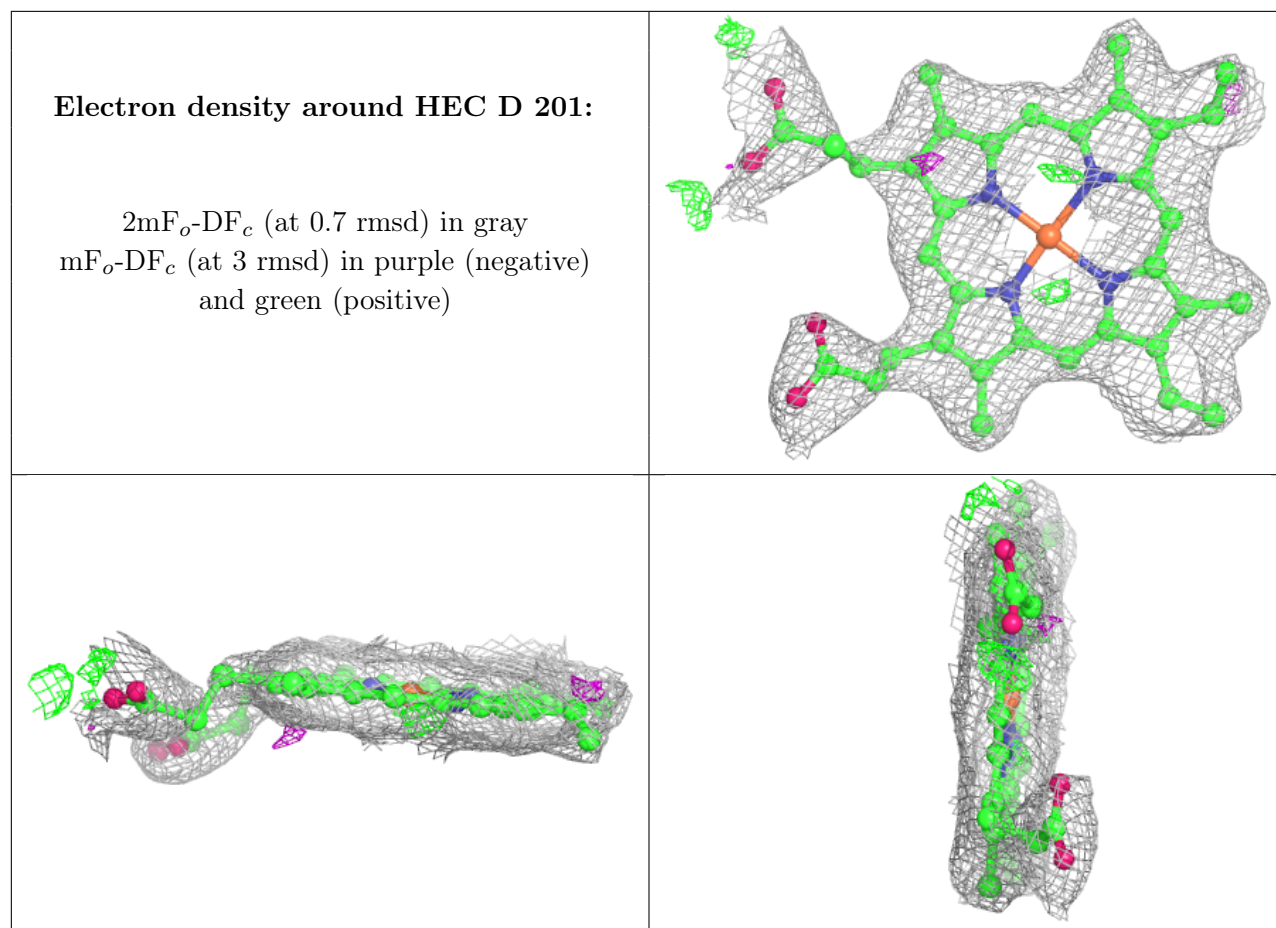 Electron density around HEC D 201:
2mFo-DFc (at 0.7 rmsd) in gray
mFo-DFc (at 3 rmsd) in purple (negative)
and green (positive)